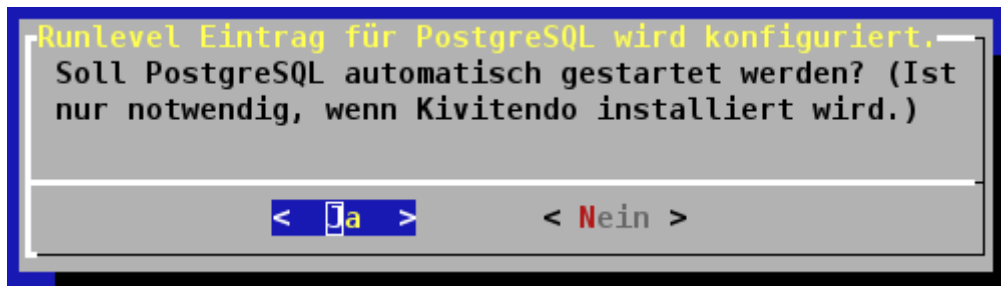 Runlevel Eintrag für PostgreSQL wird konfiguriert.
Soll PostgreSQL automatisch gestartet werden? (Ist
nur notwendig, wenn Kivitendo installiert wird.)
< Ja > < Nein >